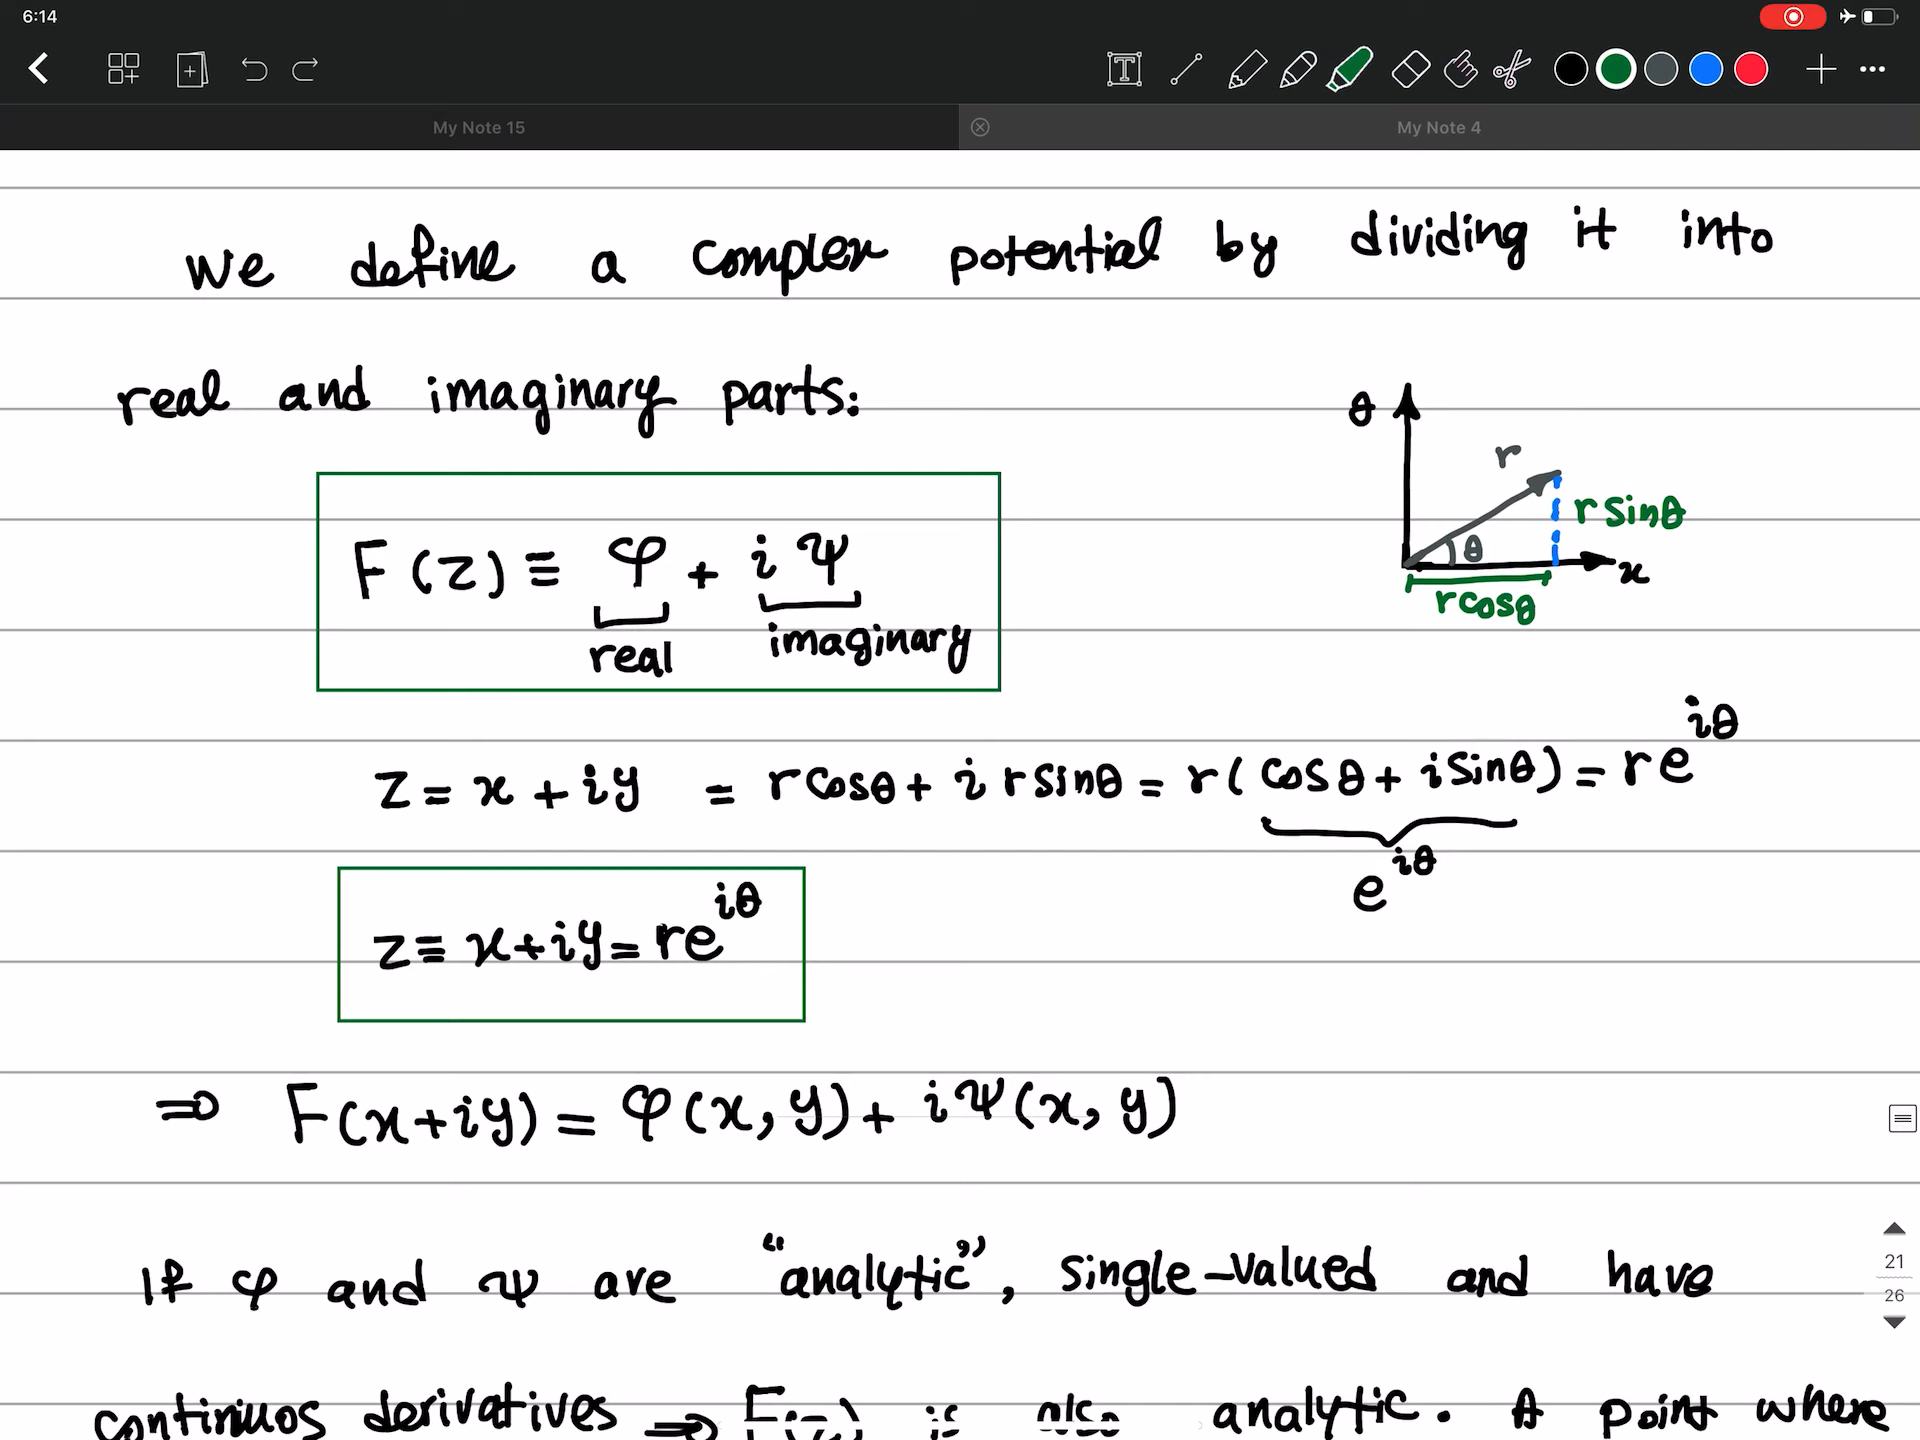 6:14
My Note 15
My Note 4
We define a complex potential by dividing it into
real and imaginary parts:
θ
r
r sinθ
θ
x
r cosθ
F(z) ≡ φ + i ψ
real
imaginary
z = x + iy = r cosθ + i r sinθ = r(cosθ + i sinθ) = re^{iθ}
e^{iθ}
z ≡ x+iy = re^{iθ}
⇒ F(x+iy) = φ(x,y) + iψ(x,y)
If φ and ψ are "analytic", single-valued and have
21
26
continuos derivatives ⇒ F(z) is also analytic. A point where